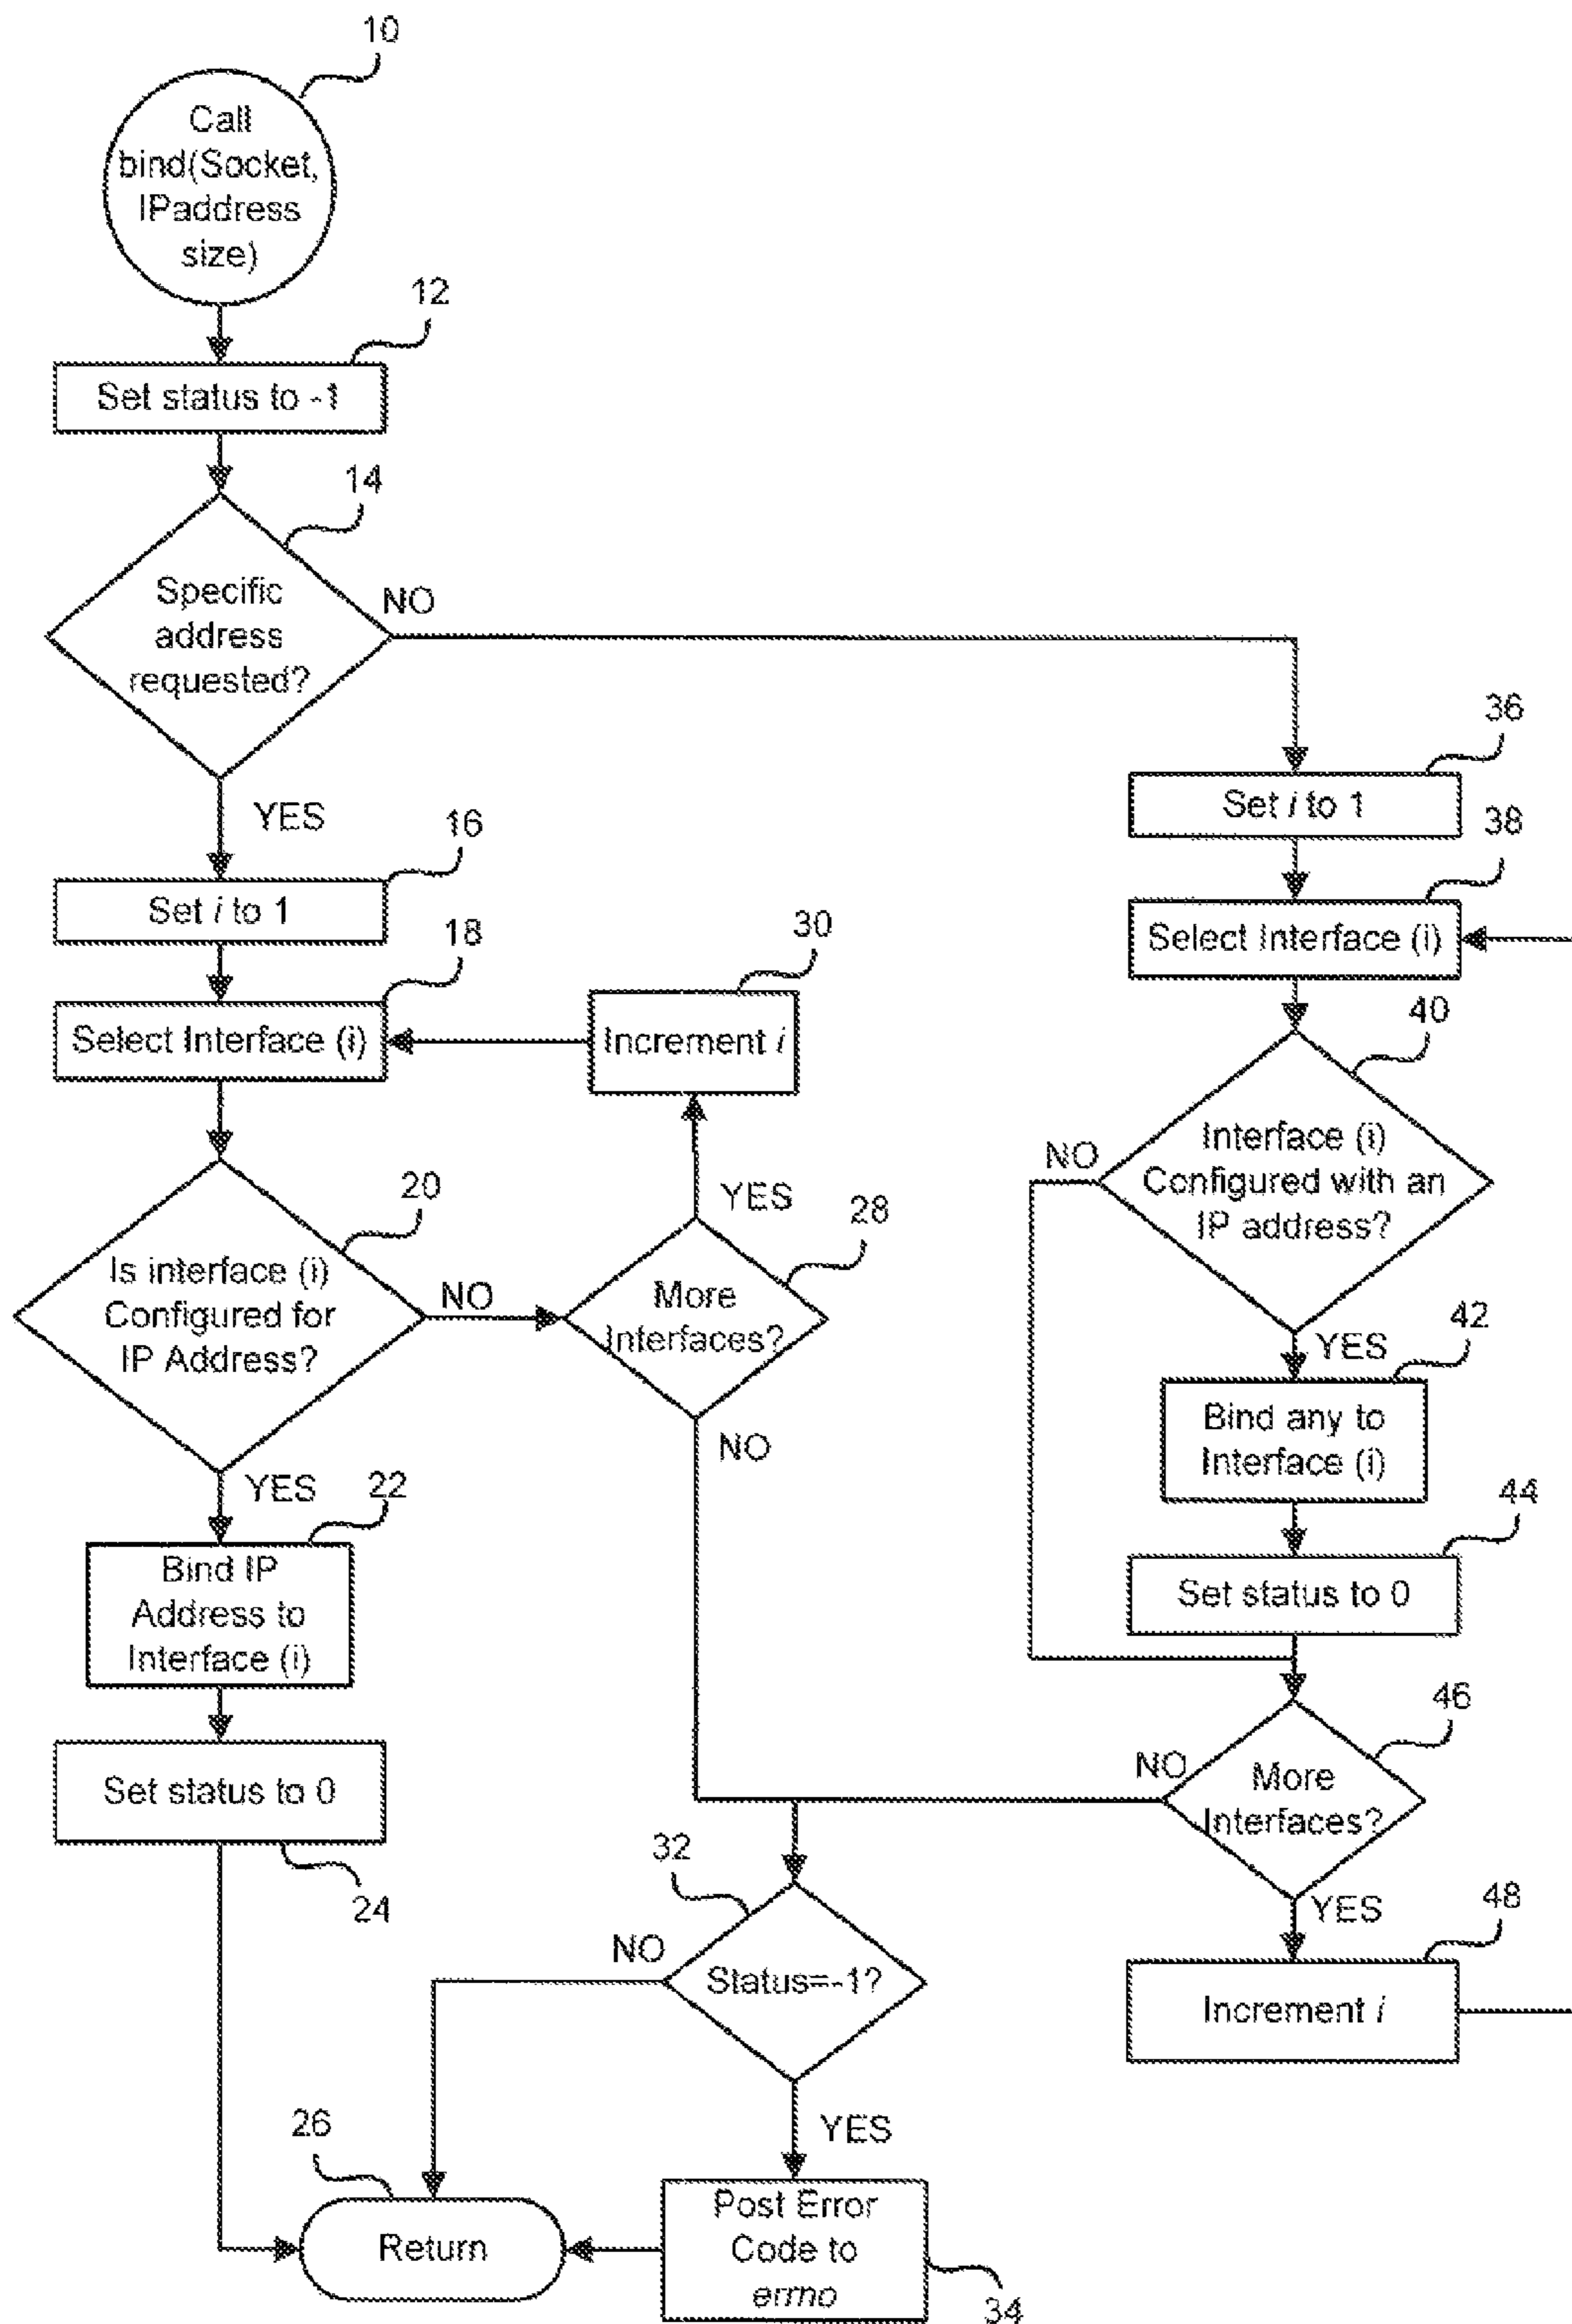 10
Call
bind(Socket,
IPaddress
size)
12
Set status to -1
14
Specific
address
requested?
NO
YES
16
Set i to 1
18
Select Interface (i)
30
Increment i
20
Is interface (i)
Configured for
IP Address?
NO
YES
28
More
Interfaces?
YES
NO
22
Bind IP
Address to
Interface (i)
Set status to 0
24
36
Set i to 1
38
Select Interface (i)
40
Interface (i)
Configured with an
IP address?
NO
YES
42
Bind any to
Interface (i)
44
Set status to 0
46
More
Interfaces?
NO
YES
48
Increment i
32
Status=-1?
NO
YES
26
Return
Post Error
Code to
errno
34